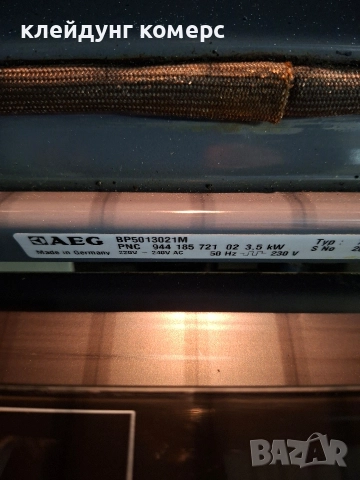 клейдунг комерс
AEG BP5013021M Typ
PNC 944 185 721 02 3.5 kW S No
Made in Germany 220V - 240V AC 50 Hz 230 V
BAZAR